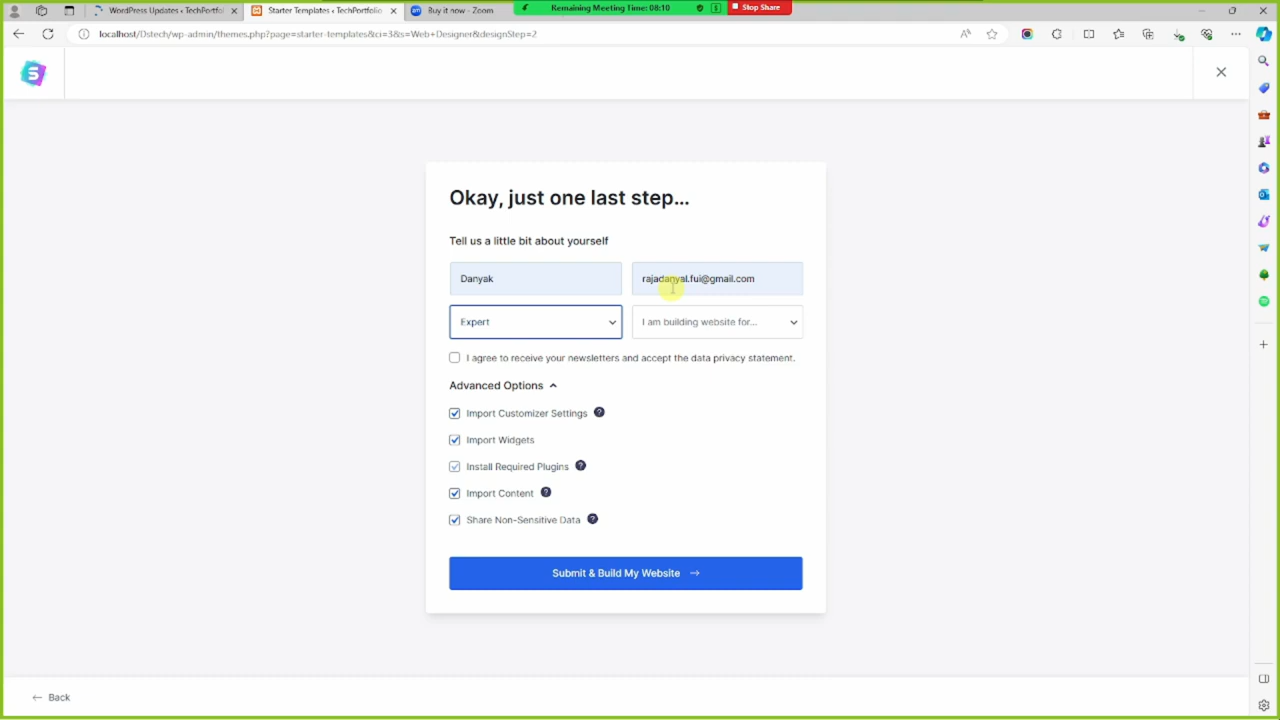 WordPress Updates ‹ TechPortfol
Starter Templates ‹ TechPortfolio
Buy it now - Zoom
Remaining Meeting Time: 08:10
Stop Share
localhost/Dstech/wp-admin/themes.php?page=starter-templates&ci=3&s=Web+Designer&designStep=2
Okay, just one last step...
Tell us a little bit about yourself
Danyak
rajadanyal.fui@gmail.com
Expert
I am building website for...
I agree to receive your newsletters and accept the data privacy statement.
Advanced Options
Import Customizer Settings ?
Import Widgets
Install Required Plugins ?
Import Content ?
Share Non-Sensitive Data ?
Submit & Build My Website →
← Back